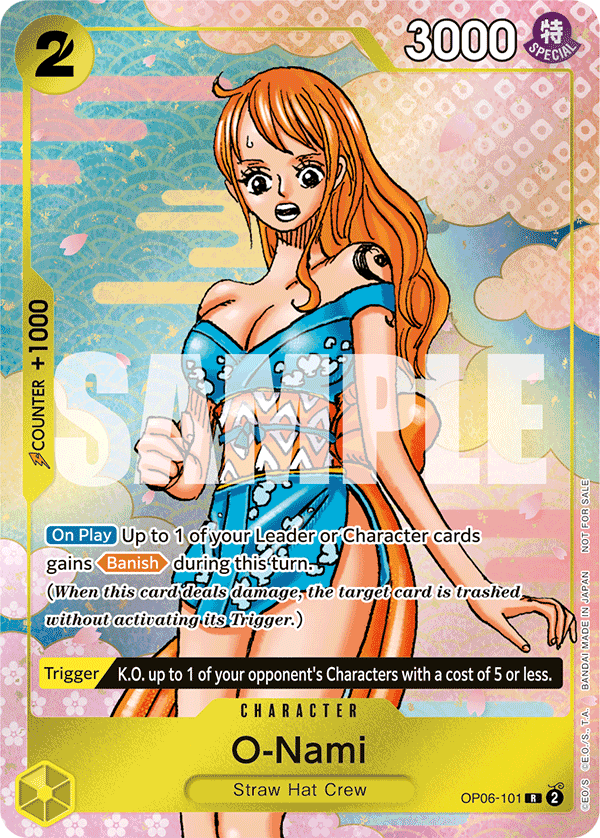 2
3000
特
SPECIAL
COUNTER +1000
SAMPLE
On Play Up to 1 of your Leader or Character cards
gains Banish during this turn.
(When this card deals damage, the target card is trashed
without activating its Trigger.)
Trigger K.O. up to 1 of your opponent's Characters with a cost of 5 or less.
CHARACTER
O-Nami
Straw Hat Crew
OP06-101 R 2
©E.O/S ©E.O./S.,T.A. BANDAI MADE IN JAPAN NOT FOR SALE